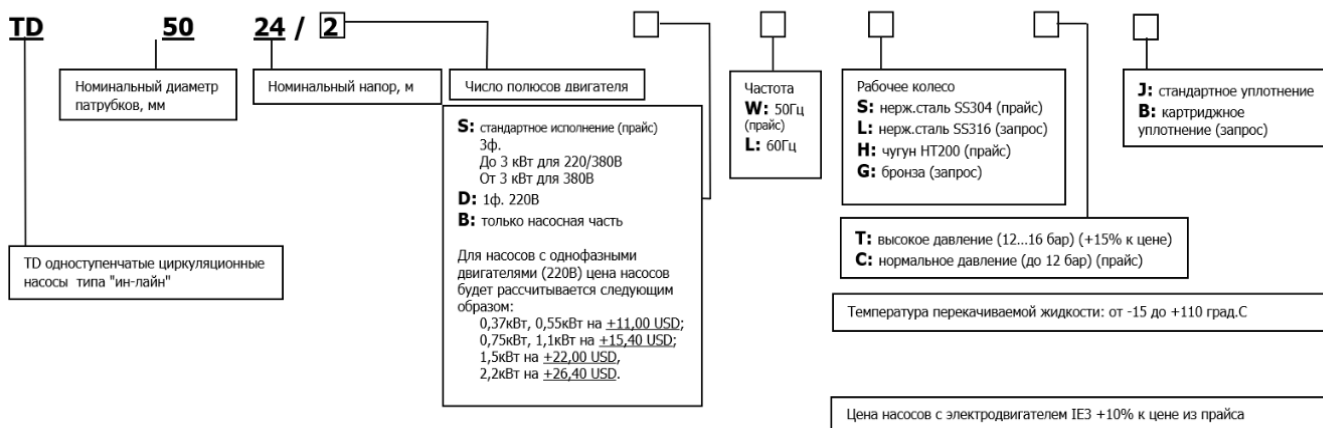 TD 50 24 / 2
Номинальный диаметр
патрубков, мм
Номинальный напор, м
Число полюсов двигателя
S: стандартное исполнение (прайс)
3ф.
До 3 кВт для 220/380В
От 3 кВт для 380В
D: 1ф. 220В
B: только насосная часть
Для насосов с однофазными
двигателями (220В) цена насосов
будет рассчитывается следующим
образом:
0,37кВт, 0,55кВт на +11,00 USD;
0,75кВт, 1,1кВт на +15,40 USD;
1,5кВт на +22,00 USD,
2,2кВт на +26,40 USD.
Частота
W: 50Гц
(прайс)
L: 60Гц
Рабочее колесо
S: нерж.сталь SS304 (прайс)
L: нерж.сталь SS316 (запрос)
H: чугун HT200 (прайс)
G: бронза (запрос)
J: стандартное уплотнение
B: картриджное
уплотнение (запрос)
TD одноступенчатые циркуляционные
насосы типа "ин-лайн"
T: высокое давление (12...16 бар) (+15% к цене)
C: нормальное давление (до 12 бар) (прайс)
Температура перекачиваемой жидкости: от -15 до +110 град.С
Цена насосов с электродвигателем IE3 +10% к цене из прайса